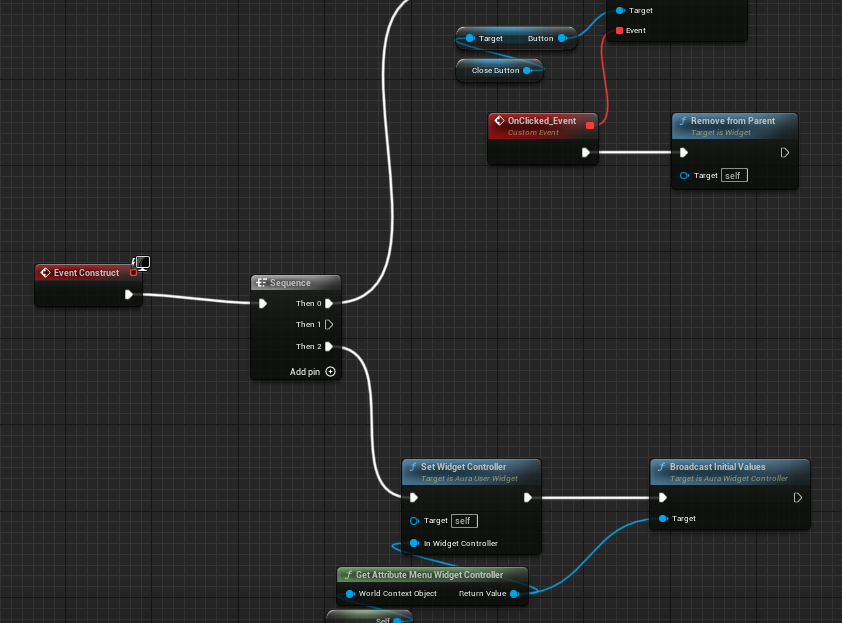 Target
Event
Target Button
Close Button
OnClicked_Event
Custom Event
Remove from Parent
Target is Widget
Target self
Event Construct
Sequence
Then 0
Then 1
Then 2
Add pin
Set Widget Controller
Target is Aura User Widget
Target self
In Widget Controller
Broadcast Initial Values
Target is Aura Widget Controller
Target
Get Attribute Menu Widget Controller
World Context Object Return Value
Self